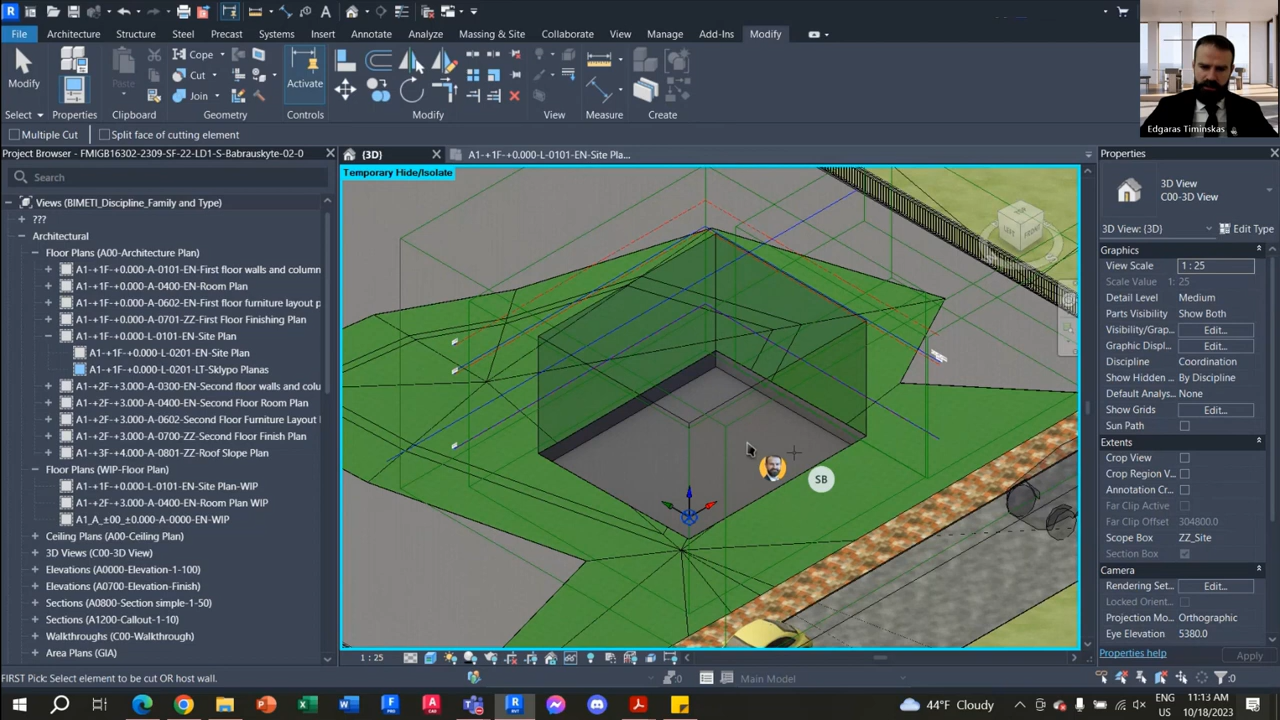 R
Edgaras Timinskas
File Architecture Structure Steel Precast Systems Insert Annotate Analyze Massing & Site Collaborate View Manage Add-Ins Modify
Modify
Paste
Cope
Cut
Join
Activate
Select Properties Clipboard Geometry Controls Modify View Measure Create
Multiple Cut Split face of cutting element
Project Browser - FMIGB16302-2309-SF-22-LD1-S-Babrauskyte-02-0
(3D)
A1-+1F-+0.000-L-0101-EN-Site Pla...
Search
Views (BIMETI_Discipline_Family and Type)
???
Architectural
Floor Plans (A00-Architecture Plan)
A1-+1F-+0.000-A-0101-EN-First floor walls and column
A1-+1F-+0.000-A-0400-EN-Room Plan
A1-+1F-+0.000-A-0602-EN-First floor furniture layout p
A1-+1F-+0.000-A-0701-ZZ-First Floor Finishing Plan
A1-+1F-+0.000-L-0101-EN-Site Plan
A1-+1F-+0.000-L-0201-EN-Site Plan
A1-+1F-+0.000-L-0201-LT-Sklypo Planas
A1-+2F-+3.000-A-0300-EN-Second floor walls and colum
A1-+2F-+3.000-A-0400-EN-Second Floor Room Plan
A1-+2F-+3.000-A-0602-EN-Second Floor Furniture Layout
A1-+2F-+3.000-A-0700-ZZ-Second Floor Finish Plan
A1-+2F-+3.000-A-0805-ZZ-Roof Slope Plan
Floor Plans (WIP-Floor Plan)
A1-+1F-+0.000-L-0101-EN-Site Plan-WIP
A1-+2F-+3.000-A-0400-EN-Room Plan WIP
A1_A_±00_±0.000-A-0000-EN-WIP
Ceiling Plans (A00-Ceiling Plan)
3D Views (C00-3D View)
Elevations (A0000-Elevation-1-100)
Elevations (A0700-Elevation-Finish)
Sections (A0800-Section simple-1-50)
Sections (A1200-Callout-1-10)
Walkthroughs (C00-Walkthrough)
Area Plans (GIA)
Temporary Hide/Isolate
TOP
LEFT
FRONT
SB
Properties
3D View
C00-3D View
3D View: {3D} Edit Type
Graphics
View Scale 1 : 25
Scale Value 1: 25
Detail Level Medium
Parts Visibility Show Both
Visibility/Grap... Edit...
Graphic Displ... Edit...
Discipline Coordination
Show Hidden ... By Discipline
Default Analys... None
Show Grids Edit...
Sun Path
Extents
Crop View
Crop Region V...
Annotation Cr...
Far Clip Active
Far Clip Offset 304800.0
Scope Box ZZ_Site
Section Box
Camera
Rendering Set... Edit...
Locked Orient...
Projection Mo... Orthographic
Eye Elevation 5380.0
Properties help Apply
1 : 25
FIRST Pick: Select element to be cut OR host wall.
:0 Main Model :0
44°F Cloudy
ENG
US
11:13 AM
10/18/2023